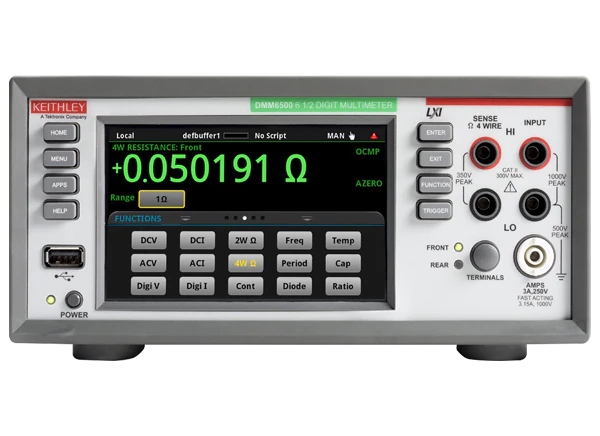 KEITHLEY
A Tektronix Company
DMM6500 6 1/2 DIGIT MULTIMETER
LXI
HOME
MENU
APPS
HELP
POWER
Local defbuffer1 No Script MAN
4W RESISTANCE: Front
OCMP
+0.050191 Ω
AZERO
Range 1Ω
FUNCTIONS
DCV DCI 2W Ω Freq Temp
ACV ACI 4W Ω Period Cap
Digi V Digi I Cont Diode Ratio
ENTER
EXIT
FUNCTION
TRIGGER
SENSE
Ω 4 WIRE
INPUT
HI
350V
PEAK
CAT II
300V MAX.
1000V
PEAK
LO
500V
PEAK
FRONT
REAR
TERMINALS
AMPS
3A,250V
FAST ACTING
3.15A, 1000V